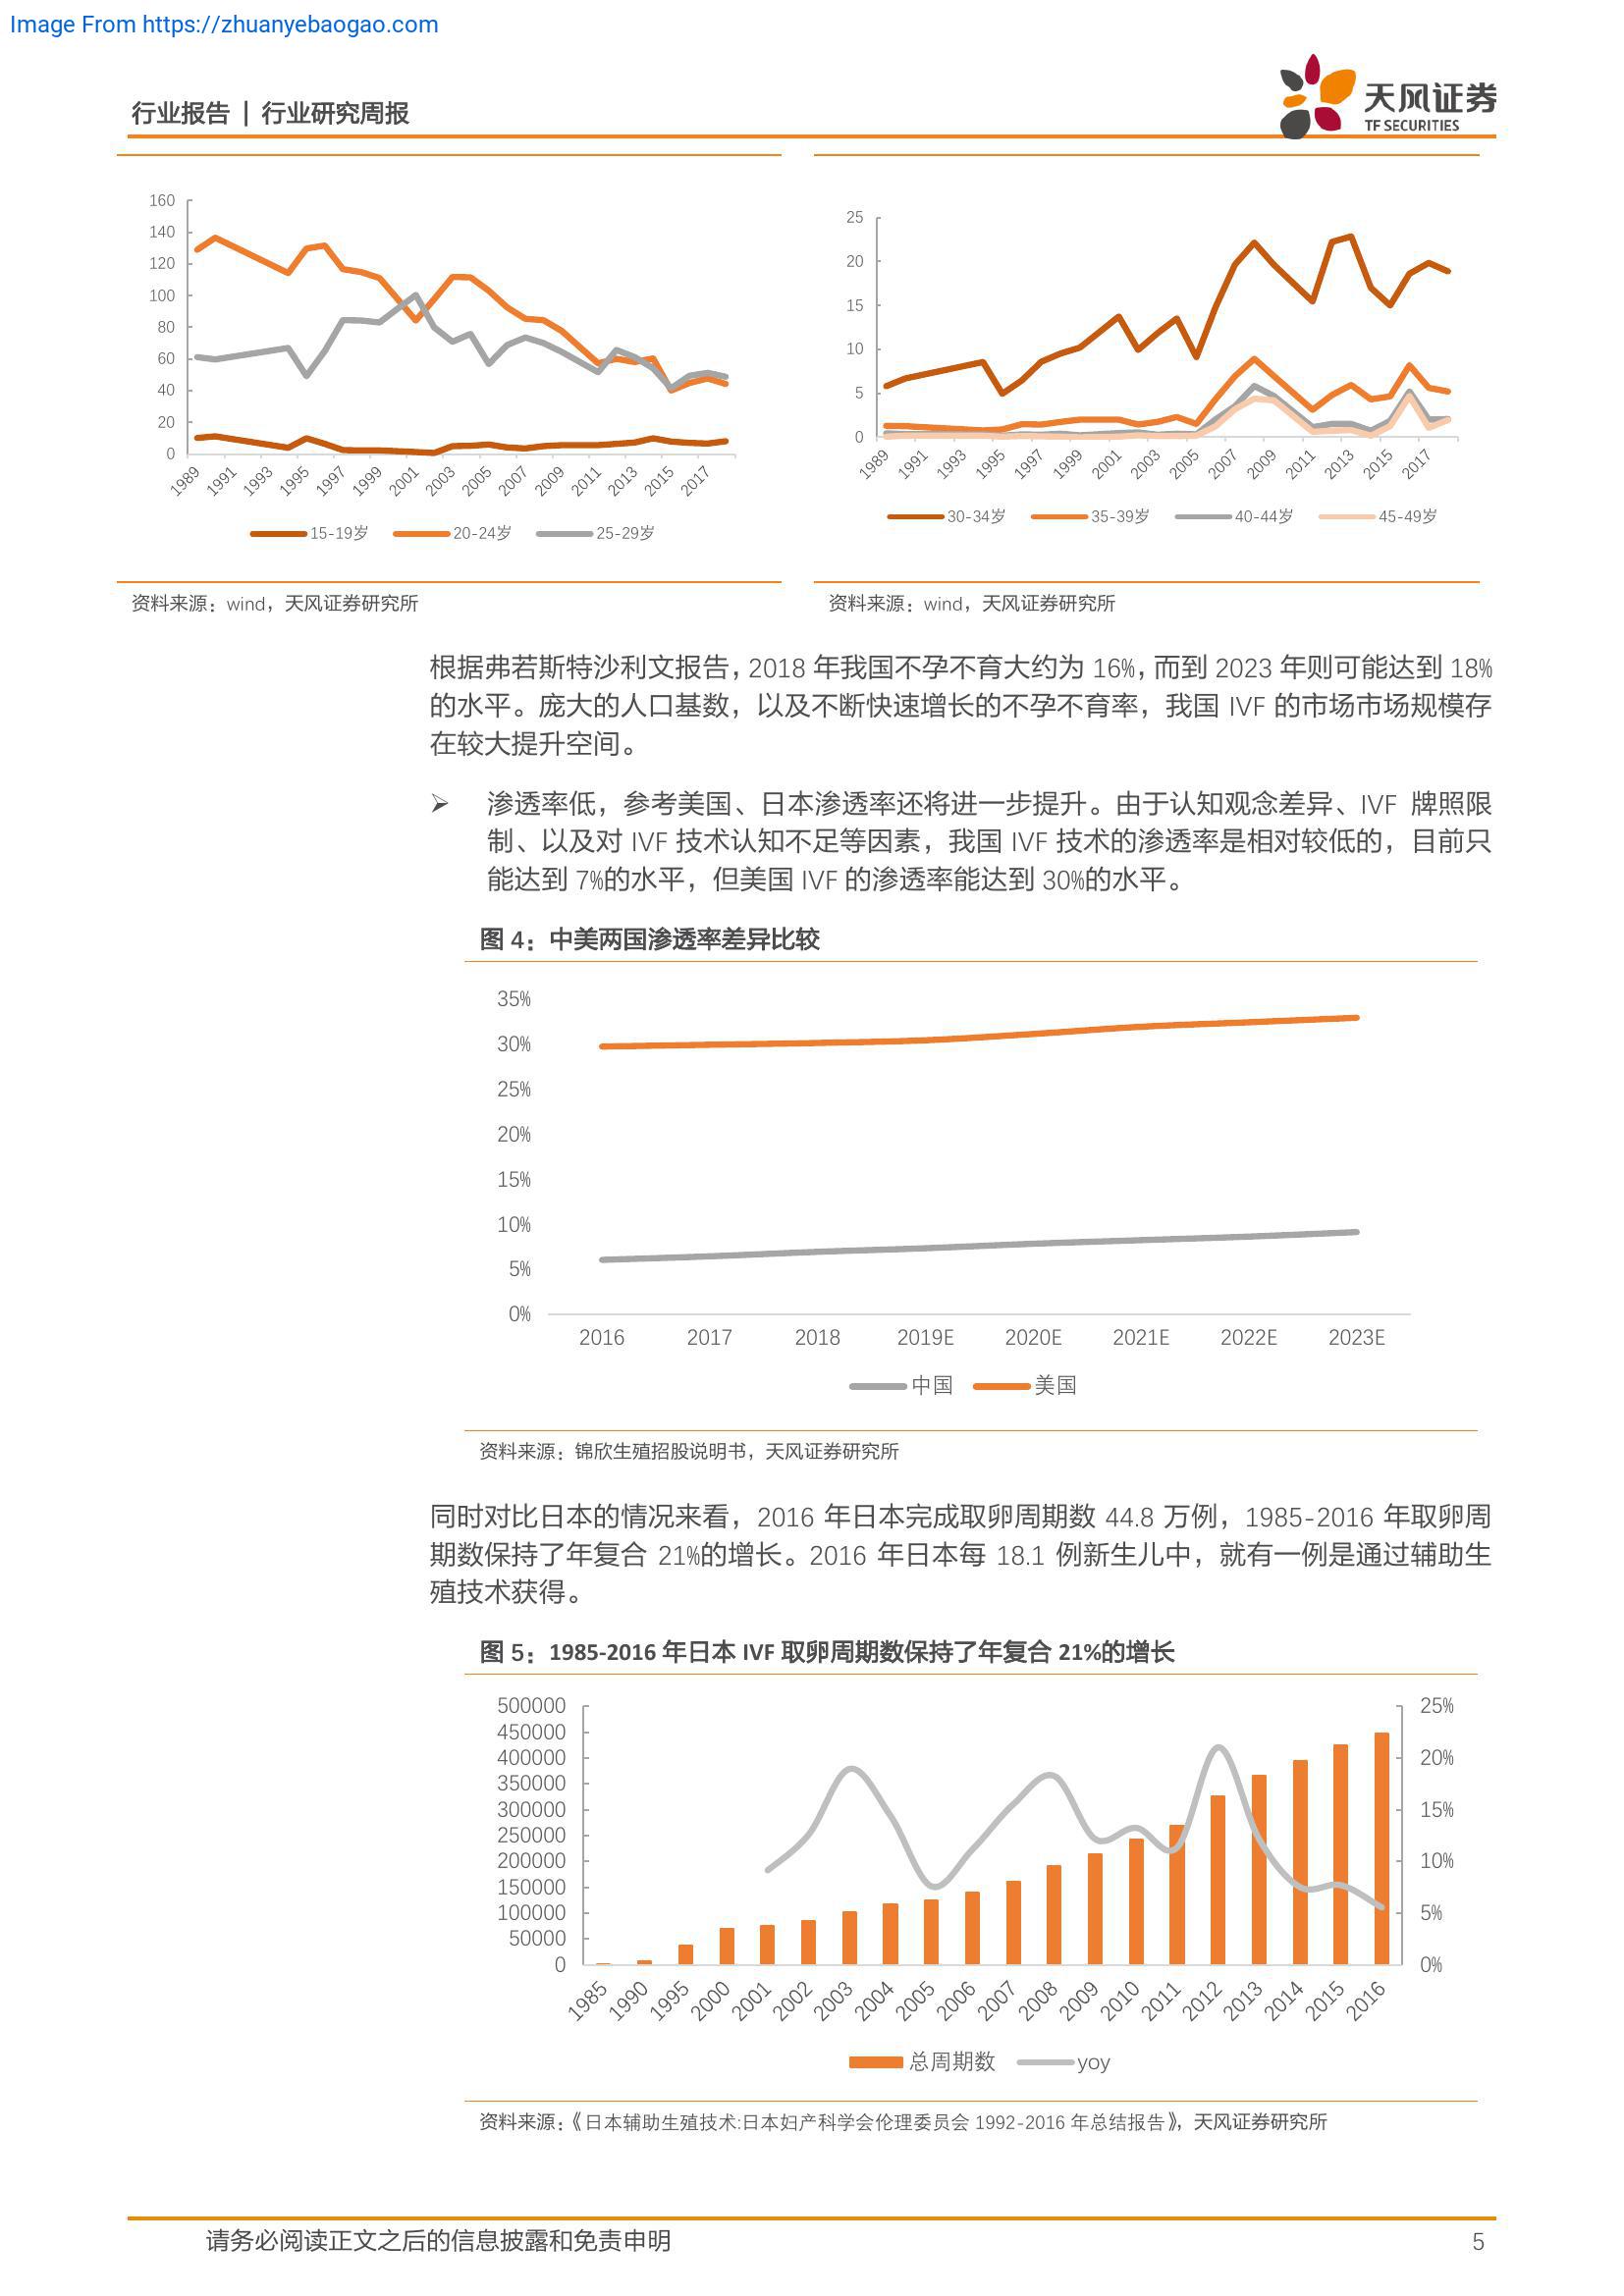 Image From https://zhuanyebaogao.com
行业报告 | 行业研究周报
天风证券
TF SECURITIES
160
140
120
100
80
60
40
20
0
1989 1991 1993 1995 1997 1999 2001 2003 2005 2007 2009 2011 2013 2015 2017
15-19岁 20-24岁 25-29岁
25
20
15
10
5
0
1989 1991 1993 1995 1997 1999 2001 2003 2005 2007 2009 2011 2013 2015 2017
30-34岁 35-39岁 40-44岁 45-49岁
资料来源：wind，天风证券研究所
资料来源：wind，天风证券研究所
根据弗若斯特沙利文报告，2018 年我国不孕不育大约为 16%，而到 2023 年则可能达到 18%
的水平。庞大的人口基数，以及不断快速增长的不孕不育率，我国 IVF 的市场市场规模存
在较大提升空间。
➢ 渗透率低，参考美国、日本渗透率还将进一步提升。由于认知观念差异、IVF 牌照限
制、以及对 IVF 技术认知不足等因素，我国 IVF 技术的渗透率是相对较低的，目前只
能达到 7%的水平，但美国 IVF 的渗透率能达到 30%的水平。
图 4：中美两国渗透率差异比较
35%
30%
25%
20%
15%
10%
5%
0%
2016 2017 2018 2019E 2020E 2021E 2022E 2023E
中国 美国
资料来源：锦欣生殖招股说明书，天风证券研究所
同时对比日本的情况来看，2016 年日本完成取卵周期数 44.8 万例，1985-2016 年取卵周
期数保持了年复合 21%的增长。2016 年日本每 18.1 例新生儿中，就有一例是通过辅助生
殖技术获得。
图 5：1985-2016 年日本 IVF 取卵周期数保持了年复合 21%的增长
500000
450000
400000
350000
300000
250000
200000
150000
100000
50000
0
25%
20%
15%
10%
5%
0%
1985 1990 1995 2000 2001 2002 2003 2004 2005 2006 2007 2008 2009 2010 2011 2012 2013 2014 2015 2016
总周期数 yoy
资料来源：《日本辅助生殖技术:日本妇产科学会伦理委员会 1992-2016 年总结报告》，天风证券研究所
请务必阅读正文之后的信息披露和免责申明
5